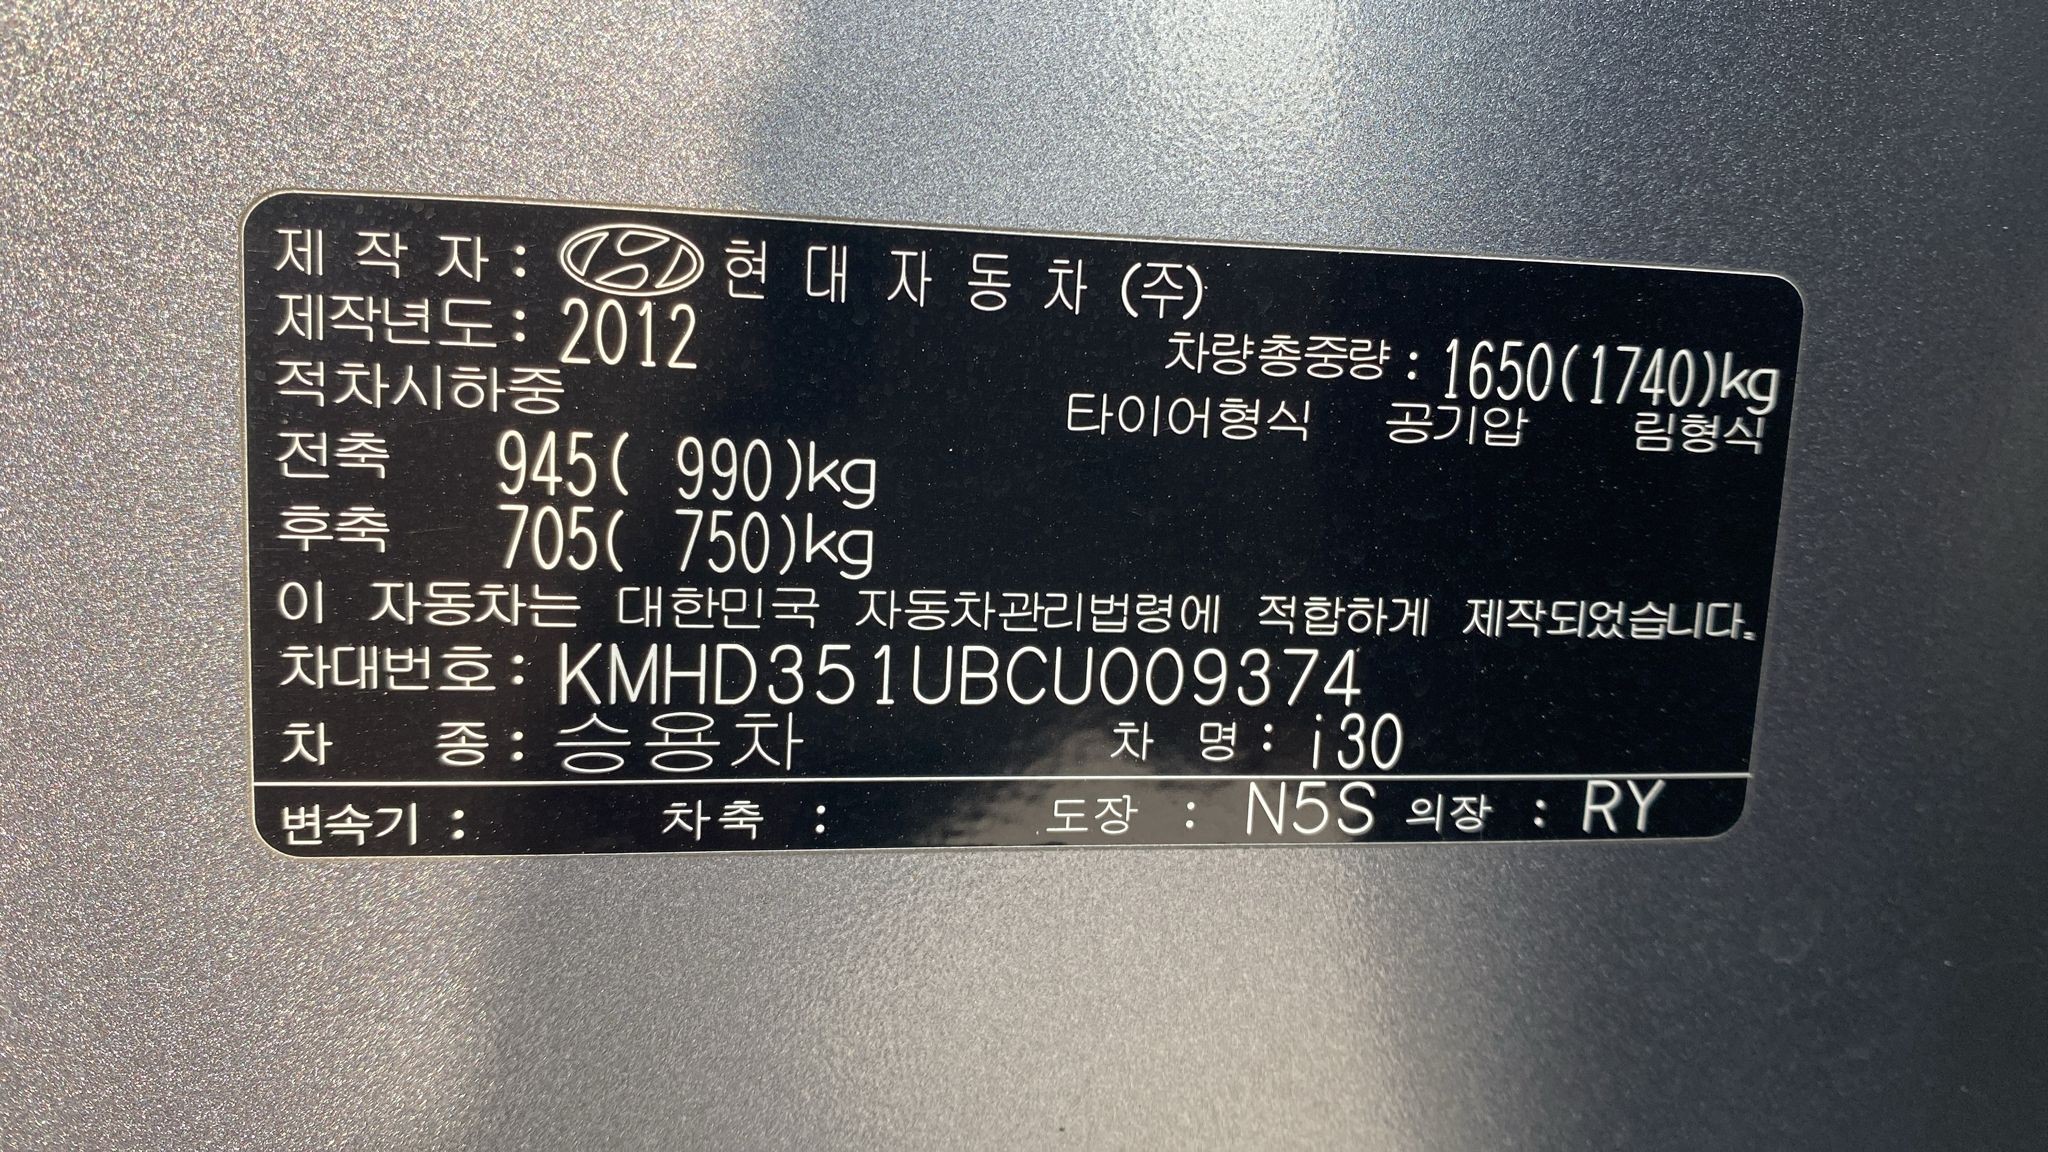 제 작 자 : 현 대 자 동 차 (주)
제작년도 : 2012
차량총중량 : 1650(1740)kg
적차시하중
타이어형식 공기압 림형식
전축 945( 990)kg
후축 705( 750)kg
이 자동차는 대한민국 자동차관리법령에 적합하게 제작되었습니다.
차대번호 : KMHD351UBCU009374
차 종 : 승용차 차 명 : i30
변속기 : 차축 : 도장 : N5S 의장 : RY